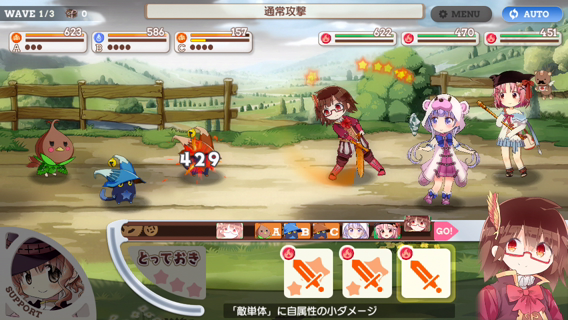 WAVE 1/3
0
通常攻撃
MENU
AUTO
623
586
157
622
470
451
A
B
C
429
A
B
C
GO!
とっておき
SUPPORT
「敵単体」に自属性の小ダメージ